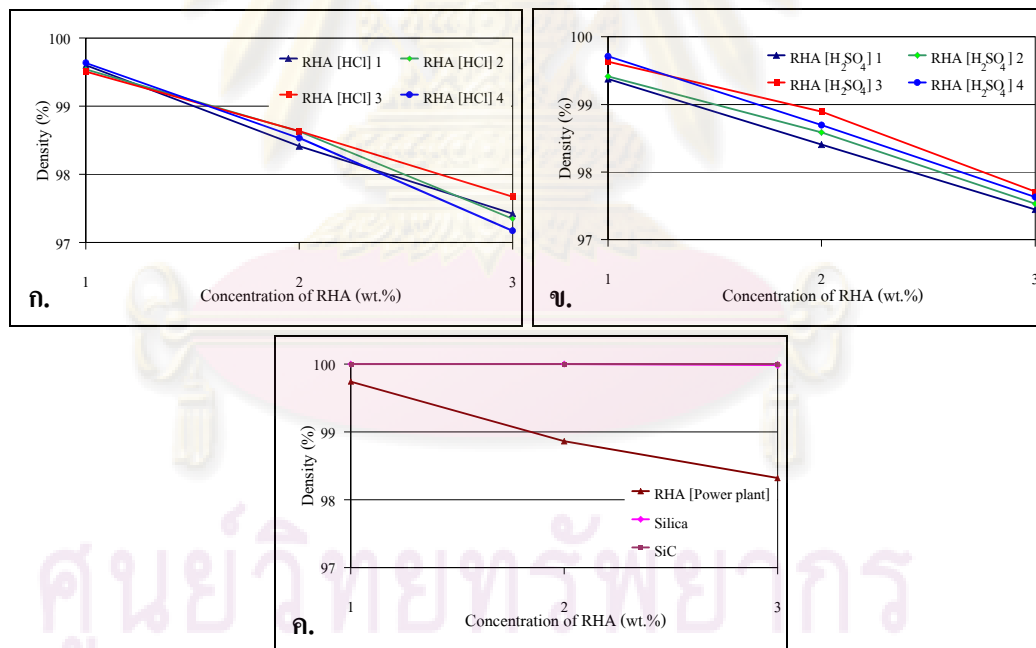 100
99
98
97
Density (%)
RHA [HCl] 1
RHA [HCl] 2
RHA [HCl] 3
RHA [HCl] 4
1 2 3
Concentration of RHA (wt.%)
ก.
100
99
98
97
Density (%)
RHA [H₂SO₄] 1
RHA [H₂SO₄] 2
RHA [H₂SO₄] 3
RHA [H₂SO₄] 4
1 2 3
Concentration of RHA (wt.%)
ข.
100
99
98
97
Density (%)
RHA [Power plant]
Silica
SiC
1 2 3
Concentration of RHA (wt.%)
ค.
ศูนย์วิทยทรัพยากร